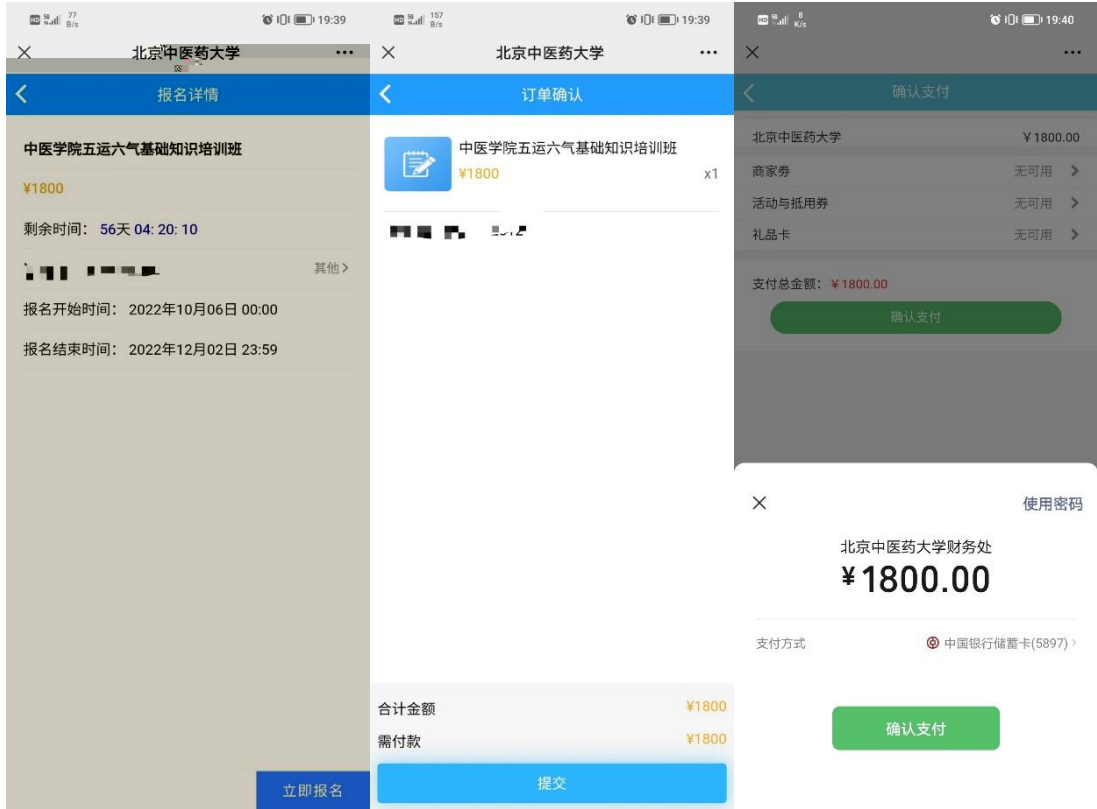 HD 77 B/s 19:39
北京中医药大学
报名详情
中医学院五运六气基础知识培训班
¥1800
剩余时间： 56天 04: 20: 10
其他
报名开始时间： 2022年10月06日 00:00
报名结束时间： 2022年12月02日 23:59
立即报名
HD 157 B/s 19:39
北京中医药大学
订单确认
中医学院五运六气基础知识培训班
¥1800 x1
合计金额 ¥1800
需付款 ¥1800
提交
HD 8 K/s 19:40
确认支付
北京中医药大学 ¥1800.00
商家券 无可用
活动与抵用券 无可用
礼品卡 无可用
支付总金额：¥1800.00
确认支付
使用密码
北京中医药大学财务处
¥1800.00
支付方式 中国银行储蓄卡(5897)
确认支付